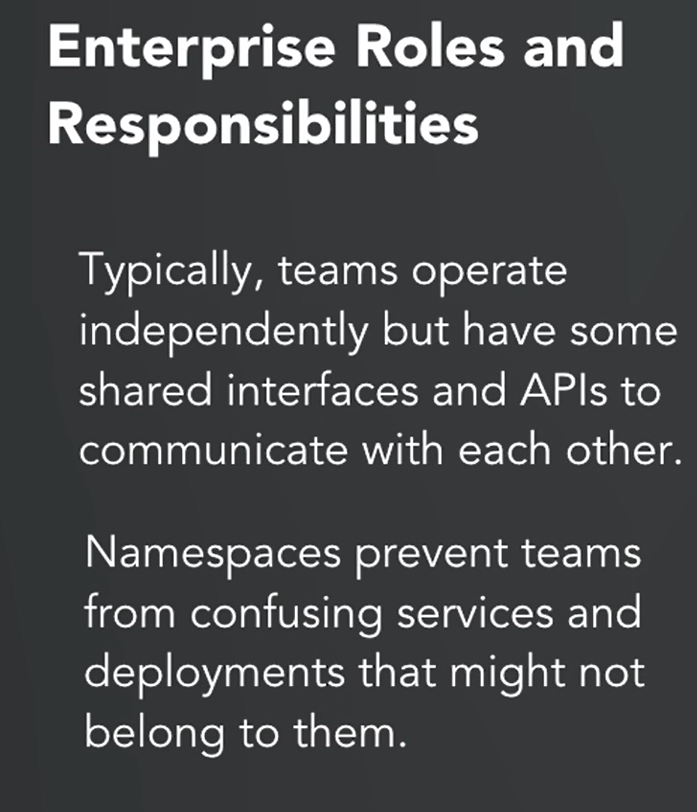 Enterprise Roles and
Responsibilities
Typically, teams operate
independently but have some
shared interfaces and APIs to
communicate with each other.
Namespaces prevent teams
from confusing services and
deployments that might not
belong to them.